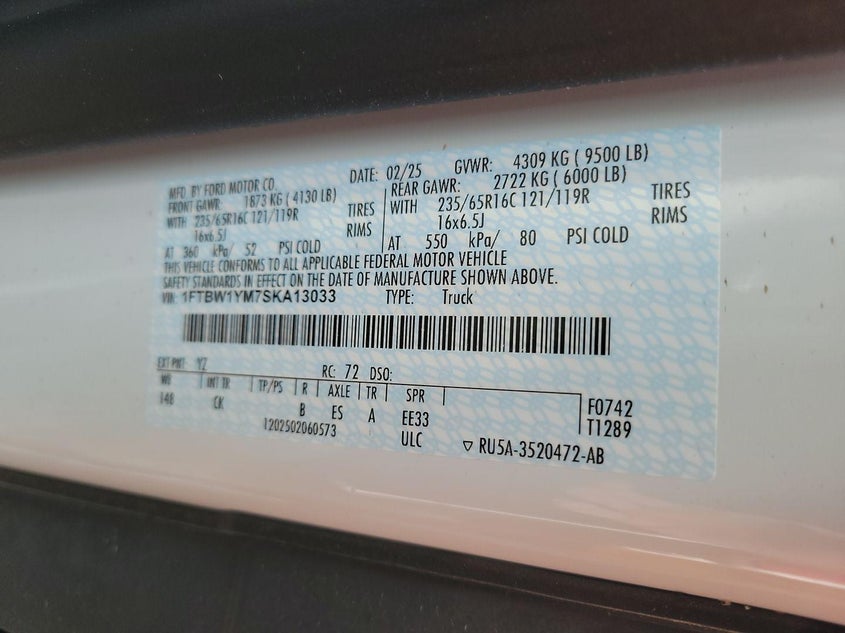 MFD. BY FORD MOTOR CO. DATE: 02/25 GVWR: 4309 KG ( 9500 LB)
FRONT GAWR: 1873 KG ( 4130 LB) REAR GAWR: 2722 KG ( 6000 LB)
WITH 235/65R16C 121/119R TIRES WITH 235/65R16C 121/119R TIRES
16x6.5J RIMS 16x6.5J RIMS
AT 360 kPa/ 52 PSI COLD AT 550 kPa/ 80 PSI COLD
THIS VEHICLE CONFORMS TO ALL APPLICABLE FEDERAL MOTOR VEHICLE
SAFETY STANDARDS IN EFFECT ON THE DATE OF MANUFACTURE SHOWN ABOVE.
VIN: 1FTBW1YM7SKA13033 TYPE: Truck
EXT PNT: YZ RC: 72 DSO:
WB INT TR TP/PS R AXLE TR SPR
148 CK B ES A EE33 F0742
1202502060573 ULC T1289
▽ RU5A-3520472-AB